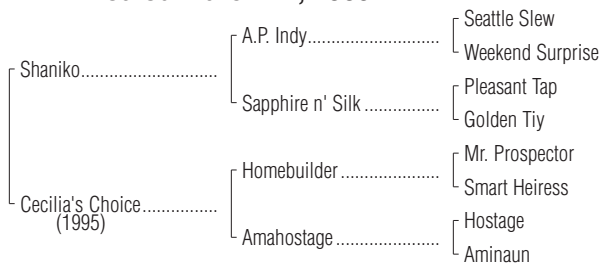 Seattle Slew
A.P. Indy
Weekend Surprise
Shaniko
Pleasant Tap
Sapphire n' Silk
Golden Tiy
Mr. Prospector
Homebuilder
Smart Heiress
Cecilia's Choice
(1995)
Hostage
Amahostage
Aminaun